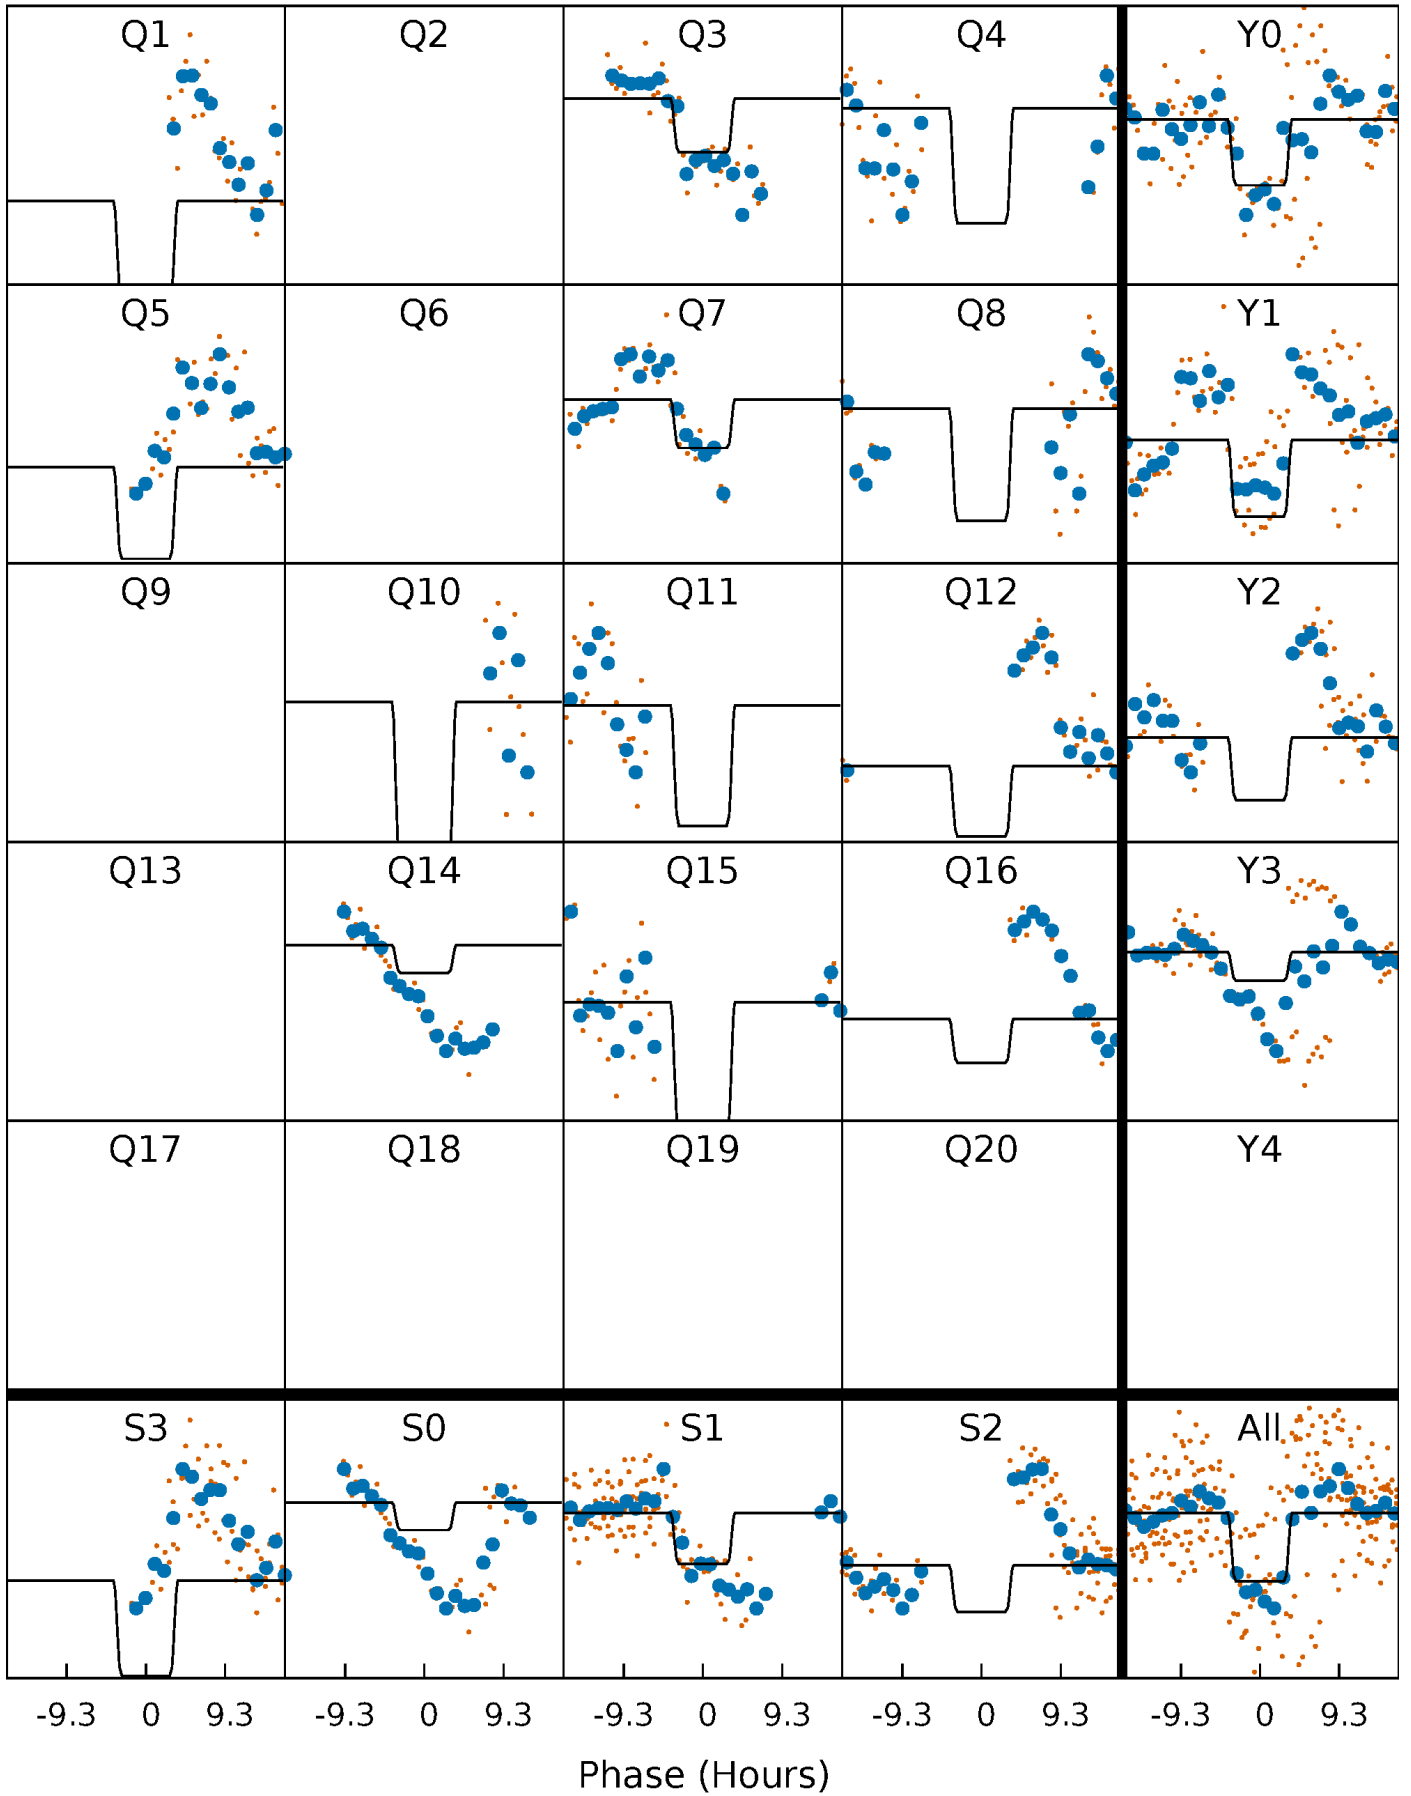 Q1 Q2 Q3 Q4 Y0
Q5 Q6 Q7 Q8 Y1
Q9 Q10 Q11 Q12 Y2
Q13 Q14 Q15 Q16 Y3
Q17 Q18 Q19 Q20 Y4
S3 S0 S1 S2 All
-9.3 0 9.3 -9.3 0 9.3 -9.3 0 9.3 -9.3 0 9.3 -9.3 0 9.3
Phase (Hours)